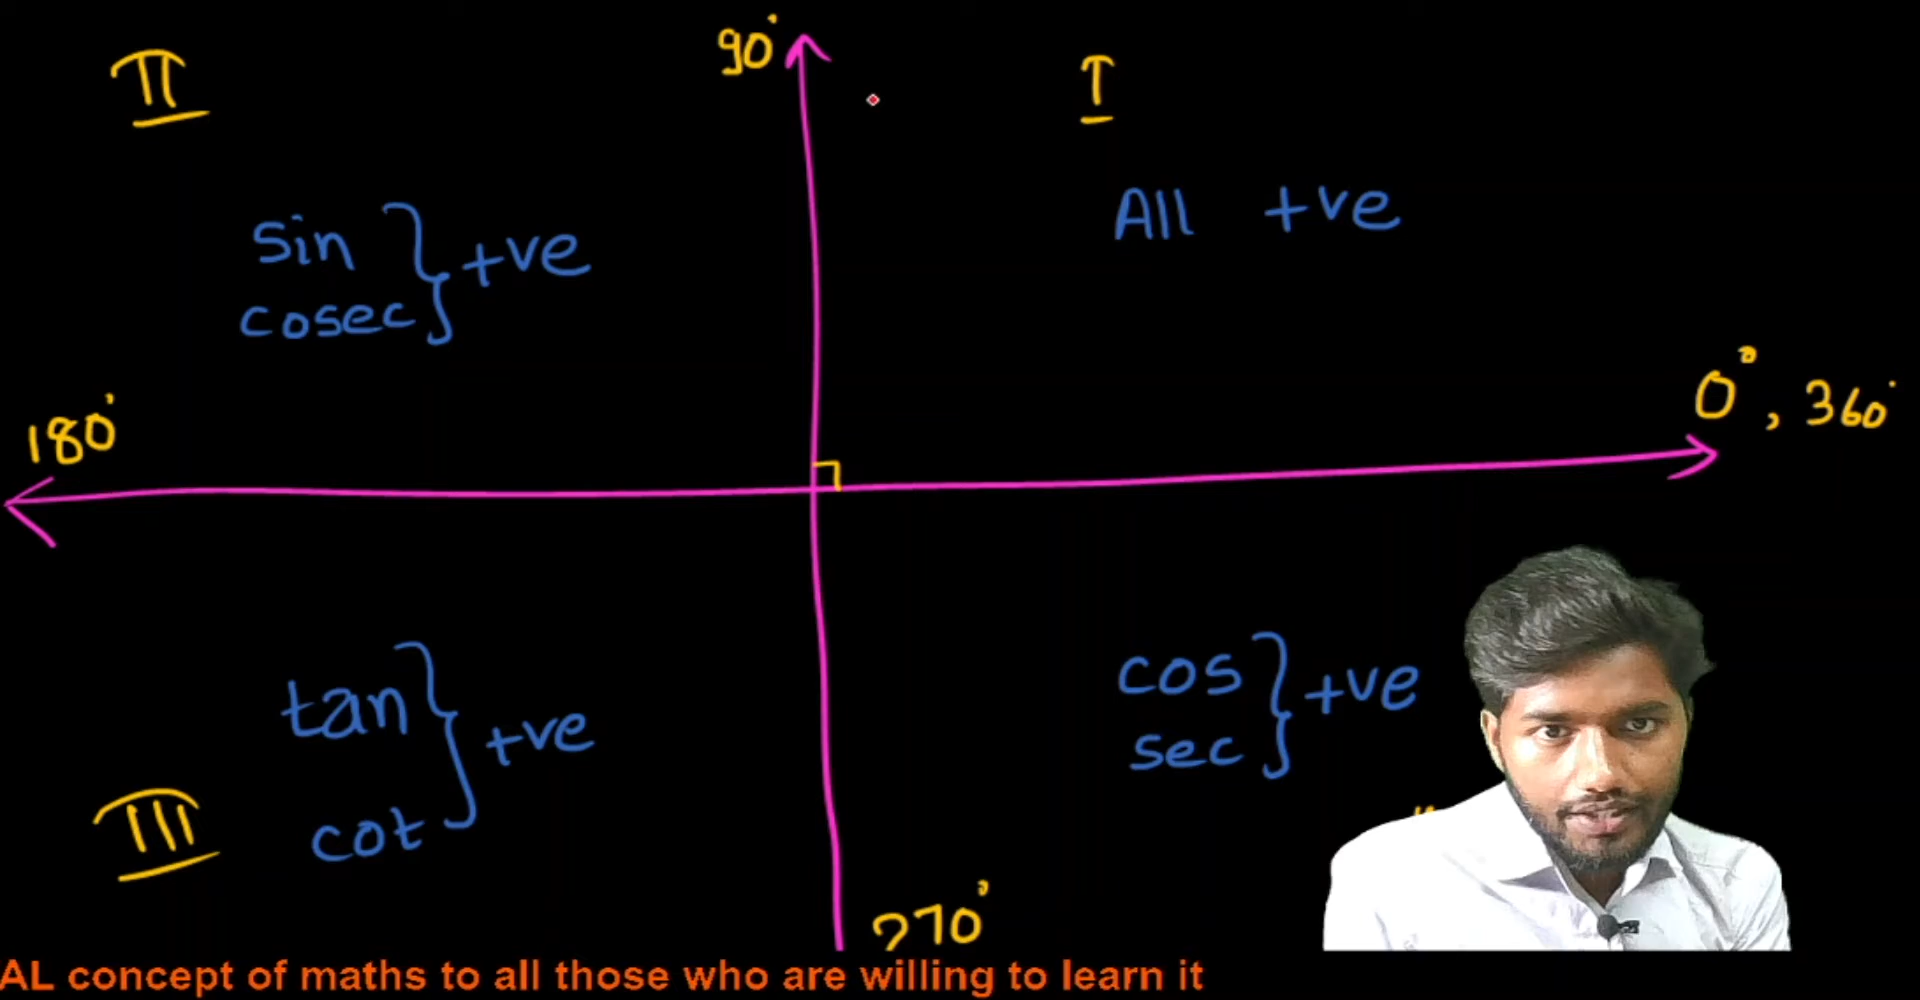 90°
II
I
All +ve
sin
cosec
+ve
0°, 360°
180°
tan
cot
+ve
cos
sec
+ve
III
270°
AL concept of maths to all those who are willing to learn it